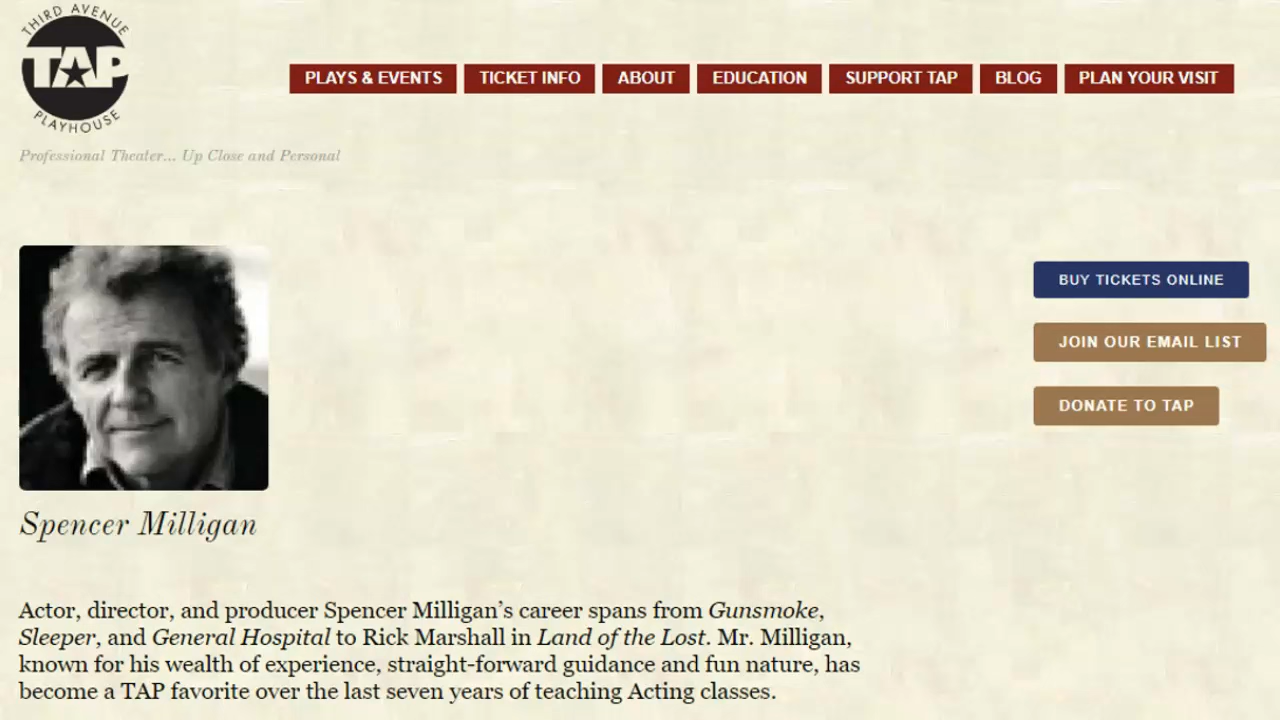 THIRD AVENUE
TAP
PLAYHOUSE
PLAYS & EVENTS
TICKET INFO
ABOUT
EDUCATION
SUPPORT TAP
BLOG
PLAN YOUR VISIT
Professional Theater... Up Close and Personal
BUY TICKETS ONLINE
JOIN OUR EMAIL LIST
DONATE TO TAP
Spencer Milligan
Actor, director, and producer Spencer Milligan’s career spans from Gunsmoke,
Sleeper, and General Hospital to Rick Marshall in Land of the Lost. Mr. Milligan,
known for his wealth of experience, straight-forward guidance and fun nature, has
become a TAP favorite over the last seven years of teaching Acting classes.